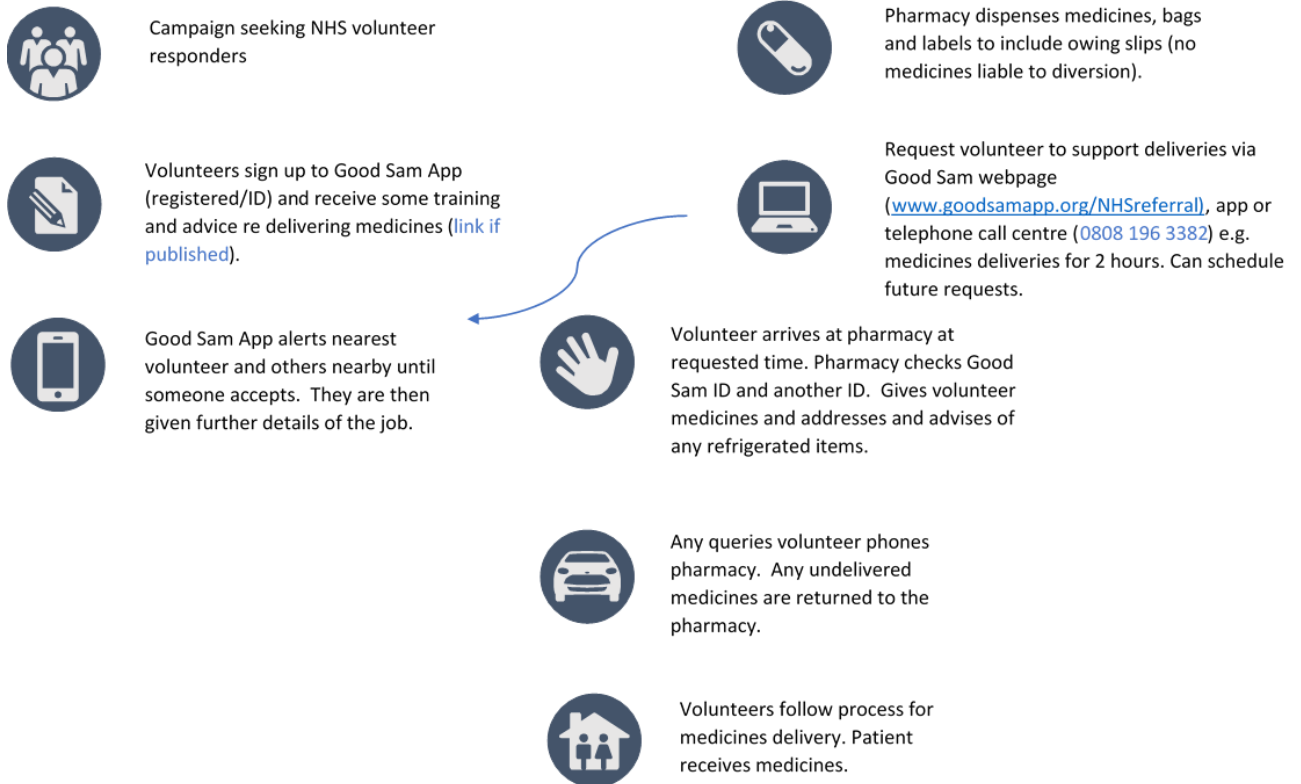 Campaign seeking NHS volunteer
responders
Volunteers sign up to Good Sam App
(registered/ID) and receive some training
and advice re delivering medicines (link if
published).
Good Sam App alerts nearest
volunteer and others nearby until
someone accepts.  They are then
given further details of the job.
Pharmacy dispenses medicines, bags
and labels to include owing slips (no
medicines liable to diversion).
Request volunteer to support deliveries via
Good Sam webpage
(www.goodsamapp.org/NHSreferral), app or
telephone call centre (0808 196 3382) e.g.
medicines deliveries for 2 hours. Can schedule
future requests.
Volunteer arrives at pharmacy at
requested time. Pharmacy checks Good
Sam ID and another ID.  Gives volunteer
medicines and addresses and advises of
any refrigerated items.
Any queries volunteer phones
pharmacy.  Any undelivered
medicines are returned to the
pharmacy.
Volunteers follow process for
medicines delivery. Patient
receives medicines.